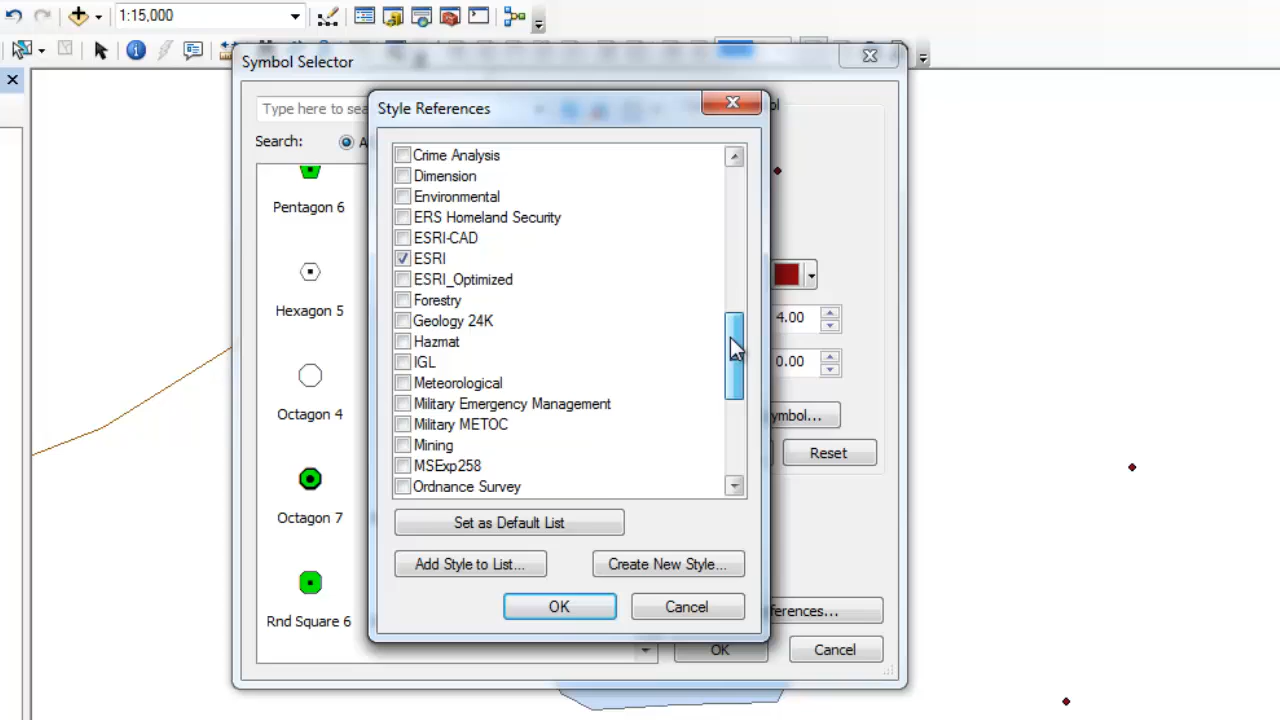 1:15,000
Symbol Selector
Type here to sea
Style References
ol
Search:
A
Crime Analysis
Dimension
Environmental
ERS Homeland Security
ESRI-CAD
ESRI
ESRI_Optimized
Forestry
Geology 24K
Hazmat
IGL
Meteorological
Military Emergency Management
Military METOC
Mining
MSExp258
Ordnance Survey
Pentagon 6
Hexagon 5
Octagon 4
Octagon 7
Rnd Square 6
4.00
0.00
ymbol...
Reset
Set as Default List
Add Style to List...
Create New Style...
OK
Cancel
ferences...
OK
Cancel